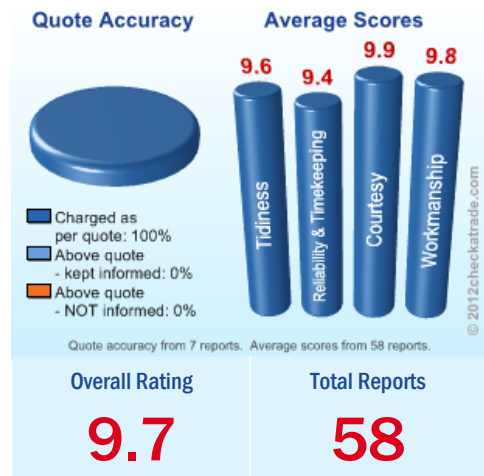 Quote Accuracy
Average Scores
9.6
9.4
9.9
9.8
Tidiness
Reliability & Timekeeping
Courtesy
Workmanship
Charged as
per quote: 100%
Above quote
- kept informed: 0%
Above quote
- NOT informed: 0%
© 2012checkatrade.com
Quote accuracy from 7 reports. Average scores from 58 reports.
Overall Rating
9.7
Total Reports
58